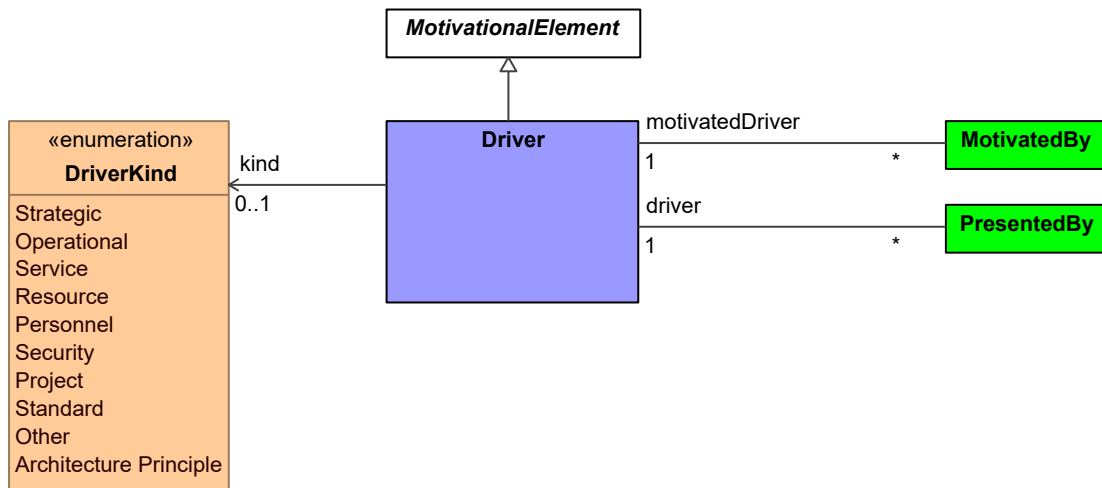 MotivationalElement
«enumeration»
DriverKind
Strategic
Operational
Service
Resource
Personnel
Security
Project
Standard
Other
Architecture Principle
kind
0..1
Driver
motivatedDriver
1
*
MotivatedBy
driver
1
*
PresentedBy